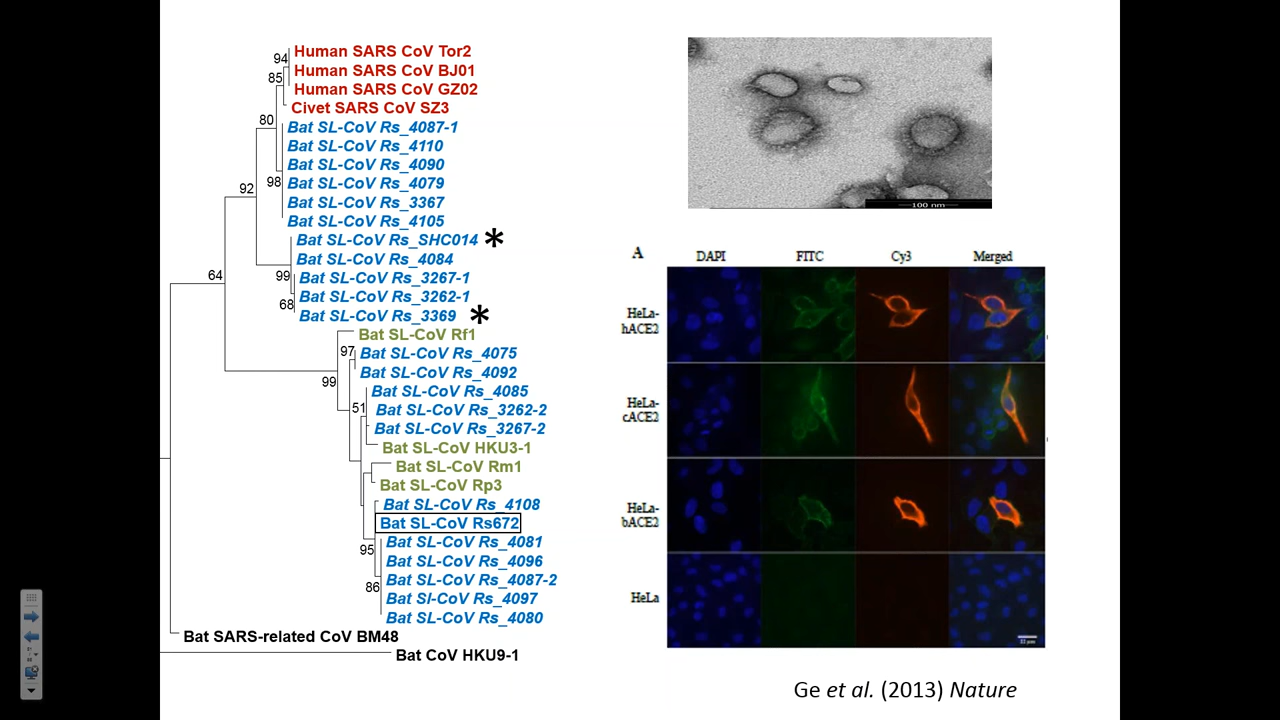 94
Human SARS CoV Tor2
85
Human SARS CoV BJ01
Human SARS CoV GZ02
Civet SARS CoV SZ3
80
Bat SL-CoV Rs_4087-1
Bat SL-CoV Rs_4110
Bat SL-CoV Rs_4090
98
Bat SL-CoV Rs_4079
92
Bat SL-CoV Rs_3367
Bat SL-CoV Rs_4105
Bat SL-CoV Rs_SHC014 *
Bat SL-CoV Rs_4084
64
99
Bat SL-CoV Rs_3267-1
Bat SL-CoV Rs_3262-1
68
Bat SL-CoV Rs_3369 *
Bat SL-CoV Rf1
97
Bat SL-CoV Rs_4075
99
Bat SL-CoV Rs_4092
Bat SL-CoV Rs_4085
51
Bat SL-CoV Rs_3262-2
Bat SL-CoV Rs_3267-2
Bat SL-CoV HKU3-1
Bat SL-CoV Rm1
Bat SL-CoV Rp3
Bat SL-CoV Rs_4108
Bat SL-CoV Rs672
95
Bat SL-CoV Rs_4081
Bat SL-CoV Rs_4096
86
Bat SL-CoV Rs_4087-2
Bat Sl-CoV Rs_4097
Bat SL-CoV Rs_4080
Bat SARS-related CoV BM48
Bat CoV HKU9-1
100 nm
A
DAPI FITC Cy3 Merged
HeLa-
hACE2
HeLa-
cACE2
HeLa-
bACE2
HeLa
Ge et al. (2013) Nature